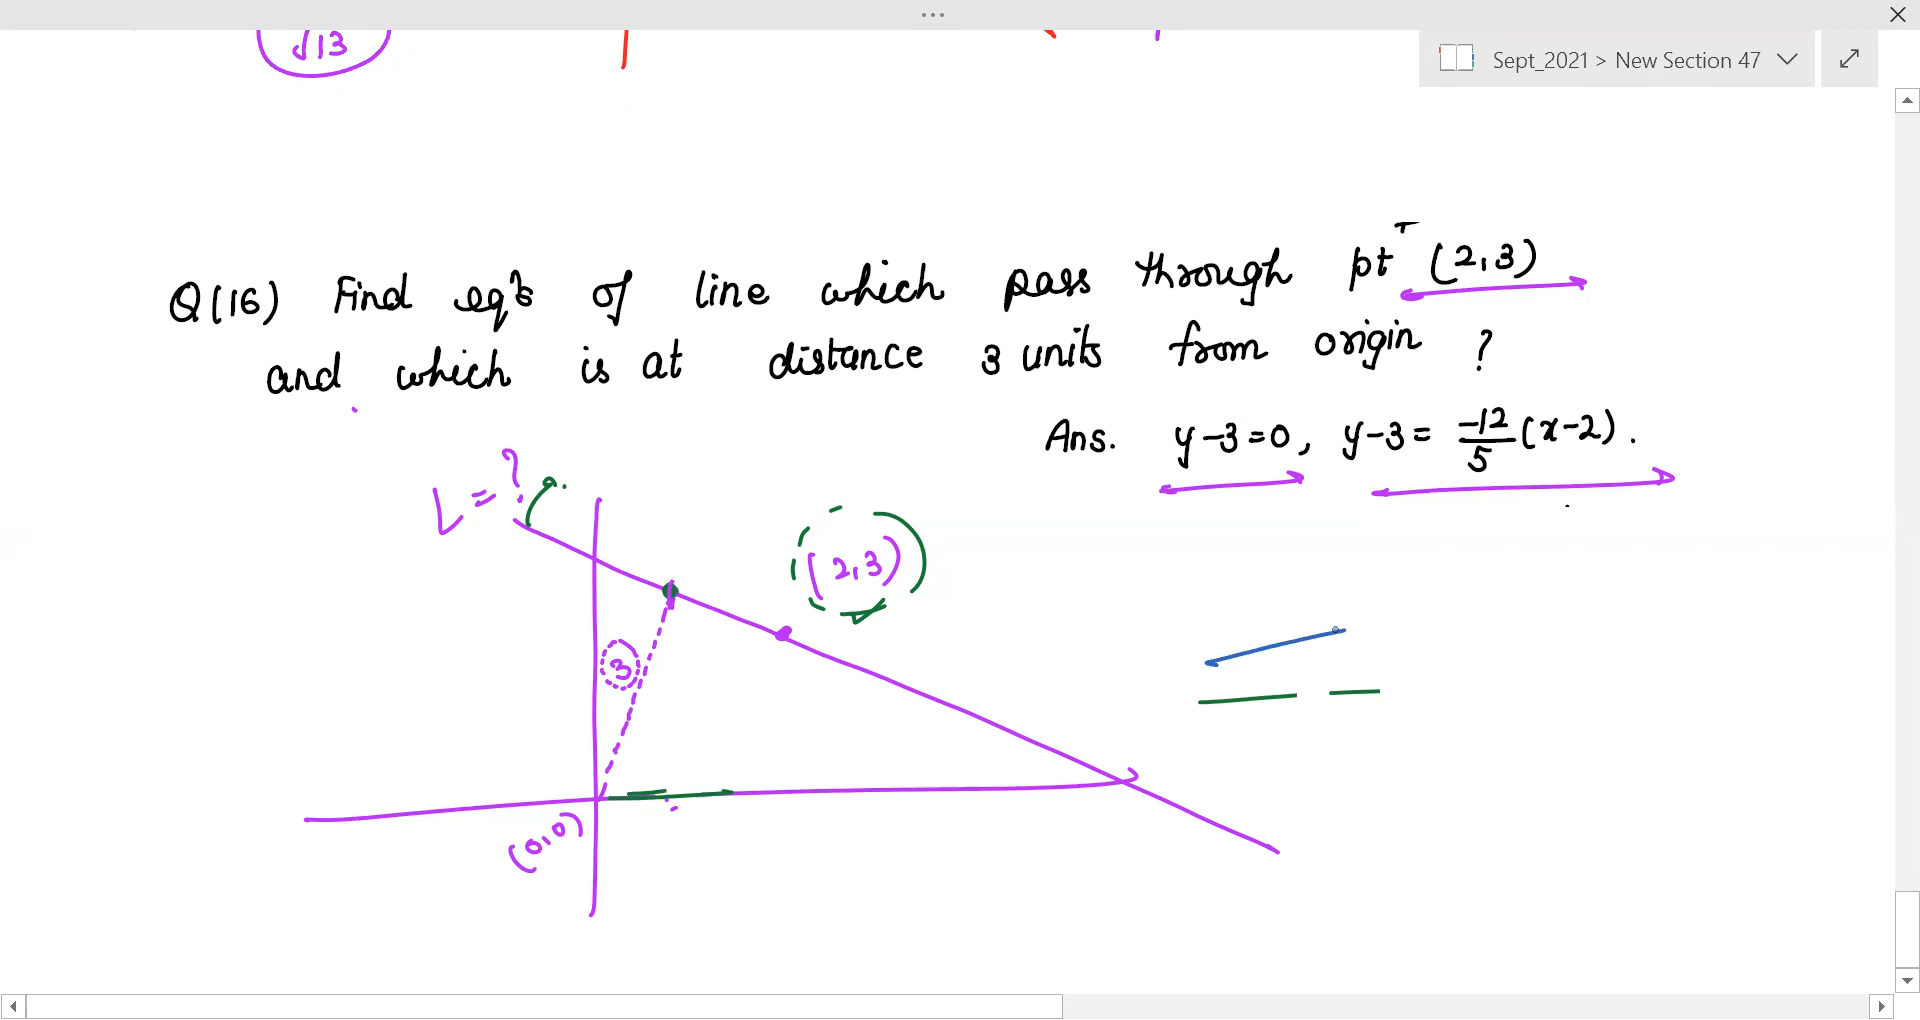 √13
Sept_2021 > New Section 47
Q(16) Find eq's of line which pass through pt (2,3)
and which is at distance 3 units from origin ?
Ans. y-3=0, y-3= -12/5 (x-2).
L = ?
(2,3)
3
(0,0)